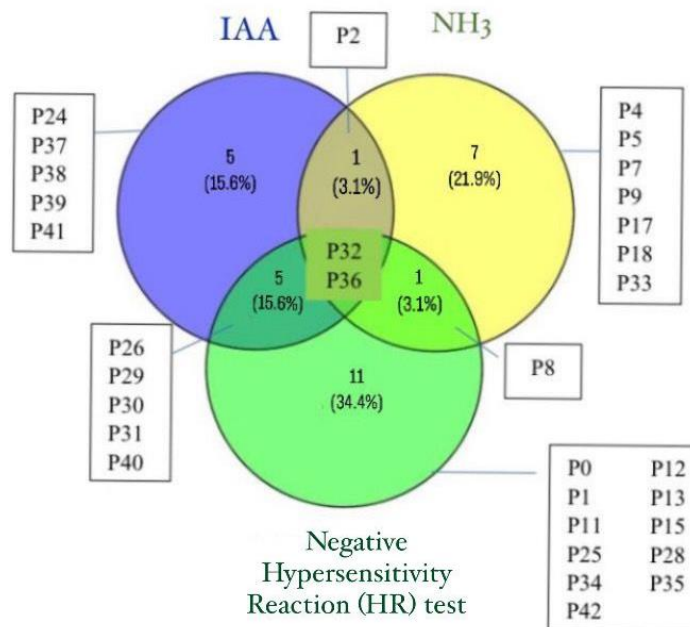 IAA
NH3
P2
P24
P37
P38
P39
P41
P4
P5
P7
P9
P17
P18
P33
5
(15.6%)
1
(3.1%)
7
(21.9%)
P32
P36
5
(15.6%)
1
(3.1%)
P26
P29
P30
P31
P40
P8
11
(34.4%)
P0 P12
P1 P13
P11 P15
P25 P28
P34 P35
P42
Negative
Hypersensitivity
Reaction (HR) test